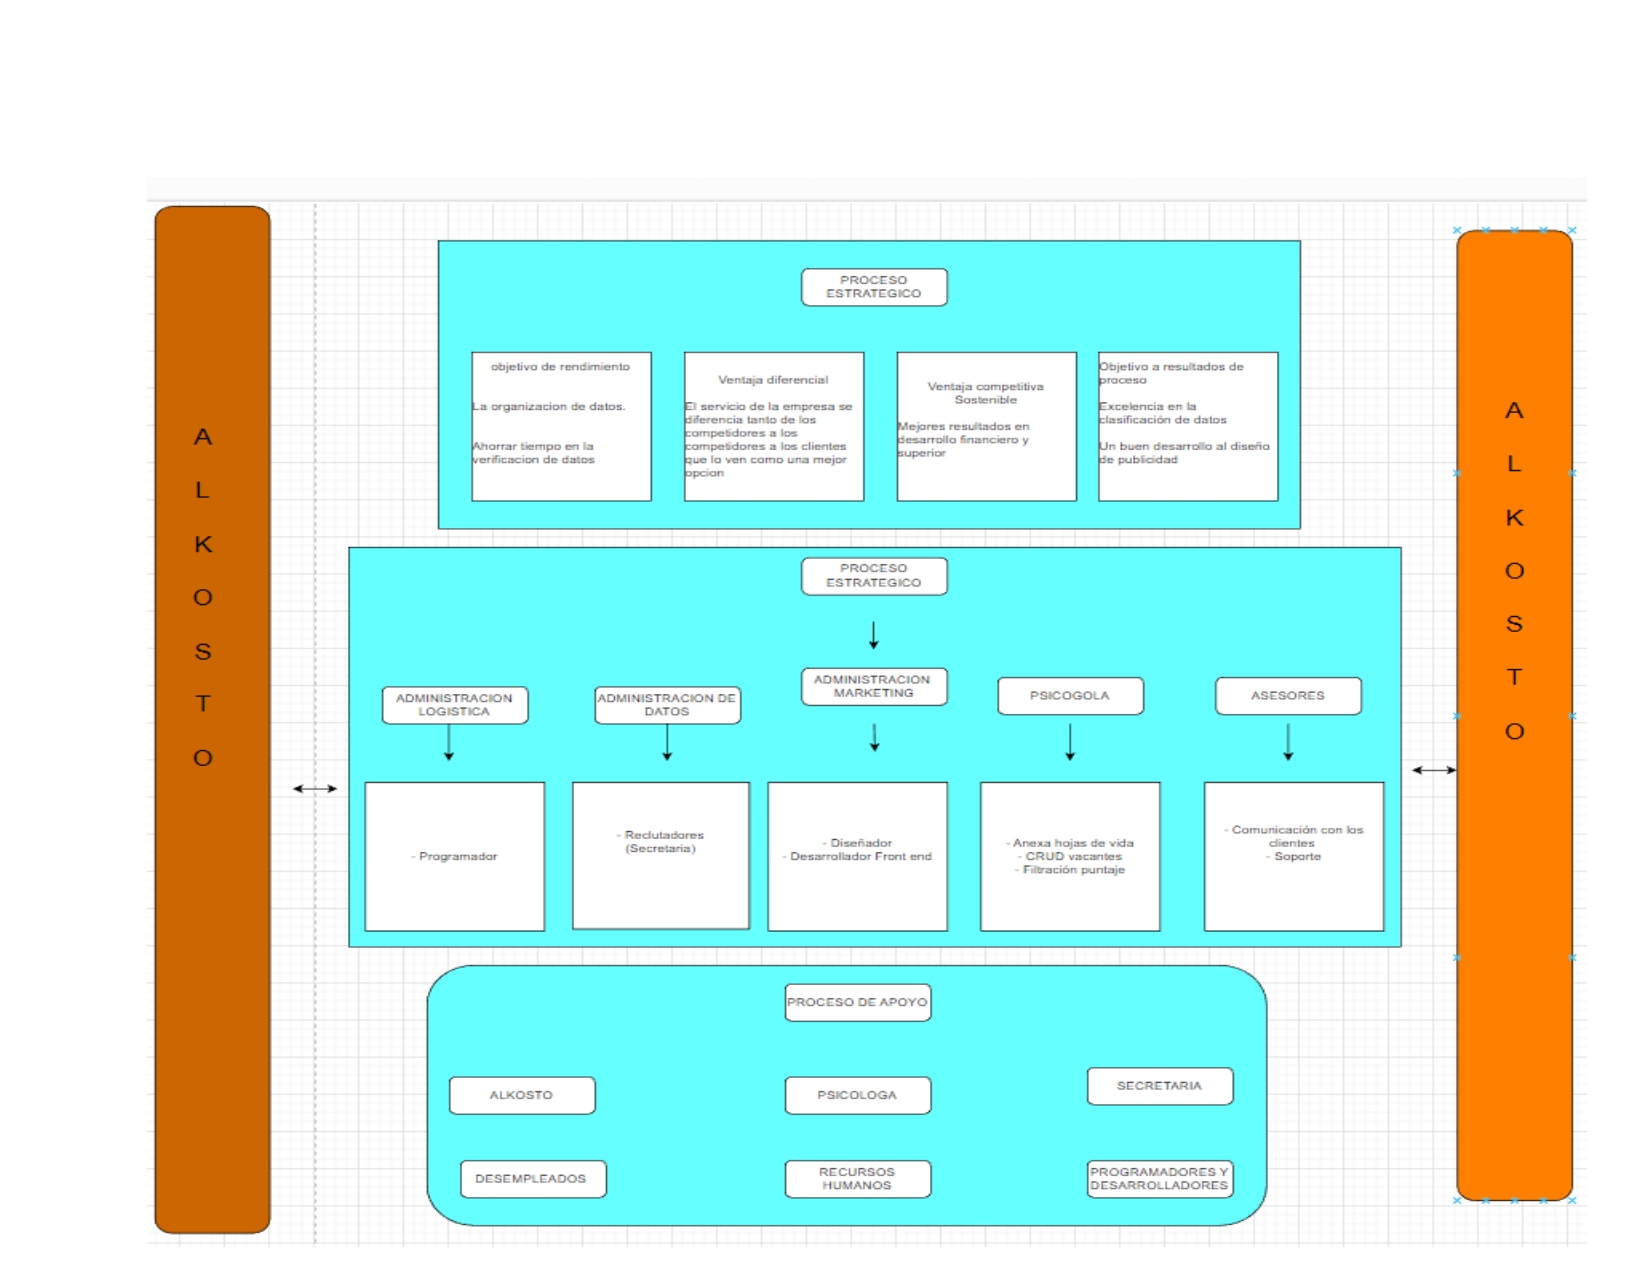 A
L
K
O
S
T
O
PROCESO
ESTRATEGICO
objetivo de rendimiento
La organizacion de datos.
Ahorrar tiempo en la
verificacion de datos
Ventaja diferencial
El servicio de la empresa se
diferencia tanto de los
competidores a los
competidores a los clientes
que lo ven como una mejor
opcion
Ventaja competitiva
Sostenible
Mejores resultados en
desarrollo financiero y
superior
Objetivo a resultados de
proceso
Excelencia en la
clasificación de datos
Un buen desarrollo al diseño
de publicidad
PROCESO
ESTRATEGICO
ADMINISTRACION
LOGISTICA
ADMINISTRACION DE
DATOS
ADMINISTRACION
MARKETING
PSICOGOLA
ASESORES
- Programador
- Reclutadores
(Secretaria)
- Diseñador
- Desarrollador Front end
- Anexa hojas de vida
- CRUD vacantes
- Filtración puntaje
- Comunicación con los
clientes
- Soporte
PROCESO DE APOYO
ALKOSTO
PSICOLOGA
SECRETARIA
DESEMPLEADOS
RECURSOS
HUMANOS
PROGRAMADORES Y
DESARROLLADORES
A
L
K
O
S
T
O